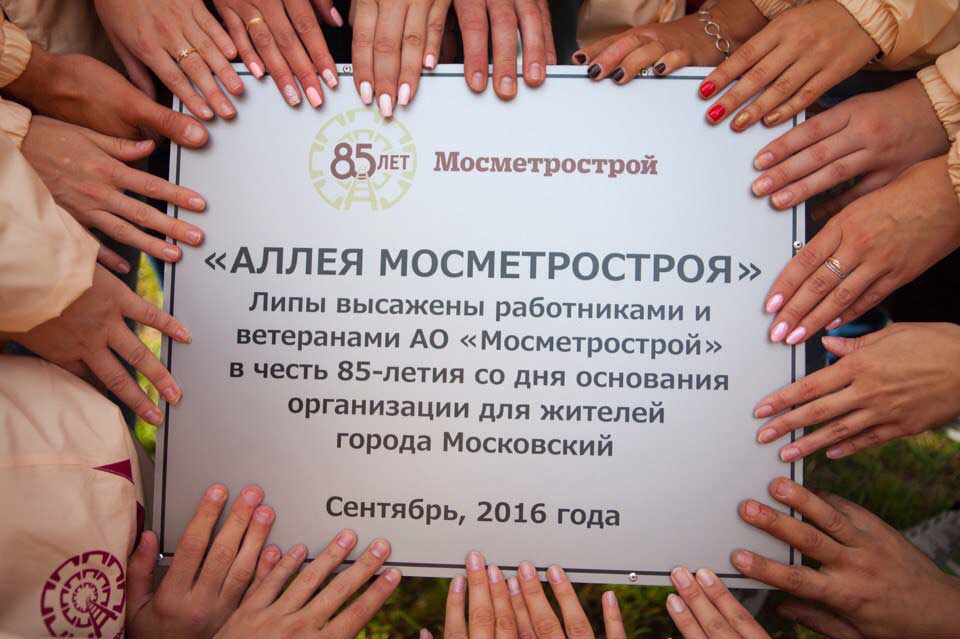 85 ЛЕТ Мосметрострой
«АЛЛЕЯ МОСМЕТРОСТРОЯ»
Липы высажены работниками и
ветеранами АО «Мосметрострой»
в честь 85-летия со дня основания
организации для жителей
города Московский
Сентябрь, 2016 года